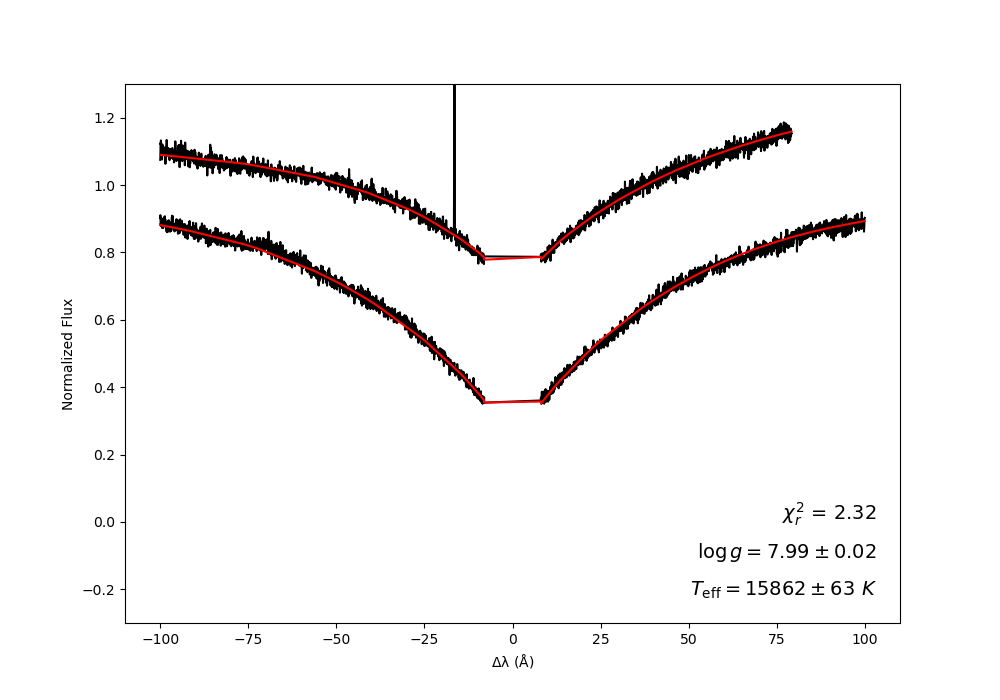 1.2
1.0
0.8
0.6
0.4
0.2
0.0
−0.2
Normalized Flux
χ²ᵣ = 2.32
log g = 7.99 ± 0.02
T_eff = 15862 ± 63 K
−100 −75 −50 −25 0 25 50 75 100
Δλ (Å)